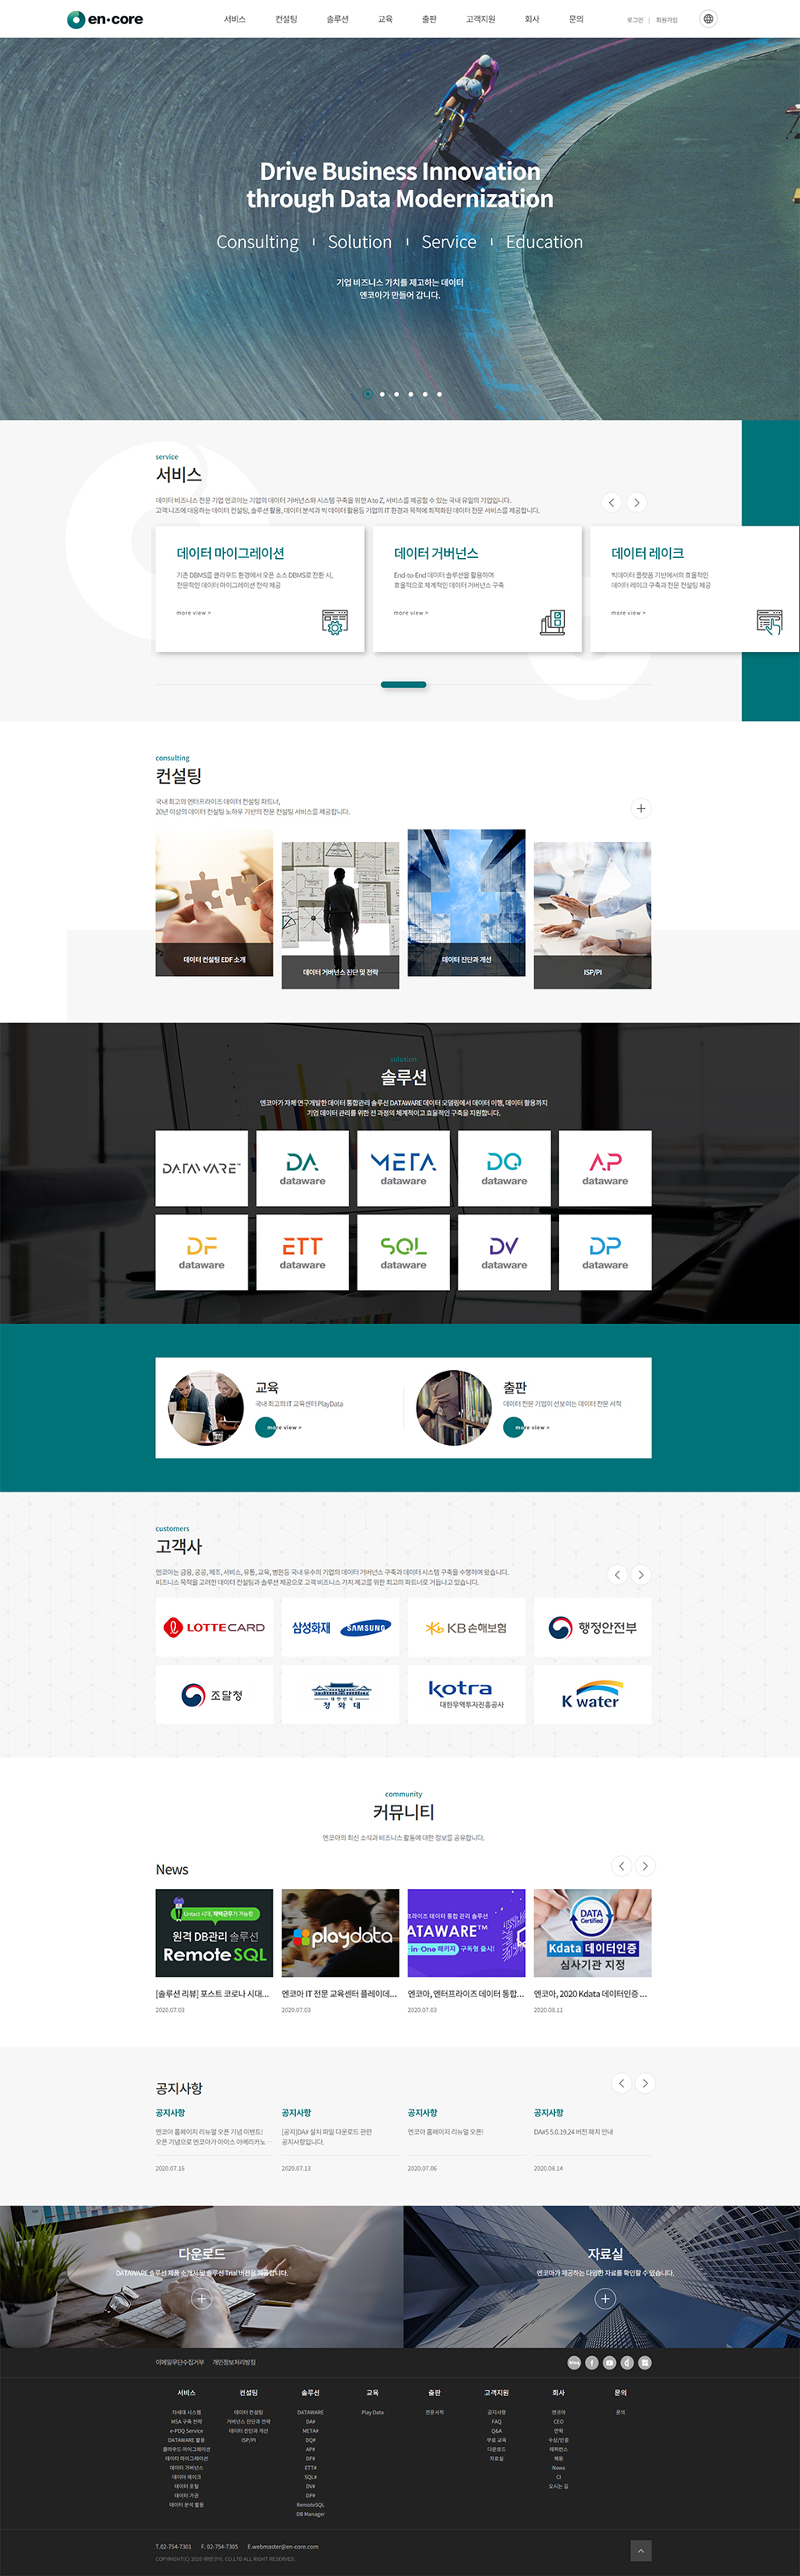 en·core
서비스 컨설팅 솔루션 교육 출판 고객지원 회사 문의
로그인 | 회원가입
Drive Business Innovation
through Data Modernization
Consulting Solution Service Education
기업 비즈니스 가치를 제고하는 데이터
엔코아가 만들어 갑니다.
service
서비스
데이터 비즈니스 전문 기업 엔코아는 기업의 데이터 거버넌스와 시스템 구축을 위한 A to Z, 서비스를 제공할 수 있는 국내 유일의 기업입니다.
고객 니즈에 대응하는 데이터 컨설팅, 솔루션 활용, 데이터 분석과 빅 데이터 활용등 기업의 IT 환경과 목적에 최적화된 데이터 전문 서비스를 제공합니다.
데이터 마이그레이션
기존 DBMS를 클라우드 환경에서 오픈 소스 DBMS로 전환 시,
전문적인 데이터 마이그레이션 전략 제공
more view >
데이터 거버넌스
End-to-End 데이터 솔루션을 활용하여
효율적으로 체계적인 데이터 거버넌스 구축
more view >
데이터 레이크
빅데이터 플랫폼 기반에서의 효율적인
데이터 레이크 구축과 전문 컨설팅 제공
more view >
consulting
컨설팅
국내 최고의 엔터프라이즈 데이터 컨설팅 파트너,
20년 이상의 데이터 컨설팅 노하우 기반의 전문 컨설팅 서비스를 제공합니다.
데이터 컨설팅 EDF 소개
데이터 거버넌스 진단 및 전략
데이터 진단과 개선
ISP/PI
solution
솔루션
엔코아가 자체 연구개발한 데이터 통합관리 솔루션 DATAWARE 데이터 모델링에서 데이터 이행, 데이터 활용까지
기업 데이터 관리를 위한 전 과정의 체계적이고 효율적인 구축을 지원합니다.
DATAWARE™
DA dataware
META dataware
DQ dataware
AP dataware
DF dataware
ETT dataware
SQL dataware
DV dataware
DP dataware
교육
국내 최고의 IT 교육센터 PlayData
more view >
출판
데이터 전문 기업이 선보이는 데이터 전문 서적
more view >
customers
고객사
엔코아는 금융, 공공, 제조, 서비스, 유통, 교육, 병원등 국내 유수의 기업의 데이터 거버넌스 구축과 데이터 시스템 구축을 수행하여 왔습니다.
비즈니스 목적을 고려한 데이터 컨설팅과 솔루션 제공으로 고객 비즈니스 가치 제고를 위한 최고의 파트너로 거듭나고 있습니다.
LOTTE CARD
삼성화재 SAMSUNG
KB손해보험
행정안전부
조달청
대한민국
청와대
kotra
대한무역투자진흥공사
K water
community
커뮤니티
엔코아의 최신 소식과 비즈니스 활동에 대한 정보를 공유합니다.
News
Untact 시대, 재택근무가 가능한
원격 DB관리 솔루션
RemoteSQL
playdata
프라이즈 데이터 통합 관리 솔루션
ATAWARE™
in-One 패키지 구독형 출시!
DATA
Certified
Kdata 데이터인증
심사기관 지정
[솔루션 리뷰] 포스트 코로나 시대...
2020.07.03
엔코아 IT 전문 교육센터 플레이데...
2020.07.03
엔코아, 엔터프라이즈 데이터 통합...
2020.07.03
엔코아, 2020 Kdata 데이터인증 ...
2020.08.11
공지사항
공지사항
엔코아 홈페이지 리뉴얼 오픈 기념 이벤트!
오픈 기념으로 엔코아가 아이스 아메리카노...
2020.07.16
공지사항
[공지]DA# 설치 파일 다운로드 관련
공지사항입니다.
2020.07.13
공지사항
엔코아 홈페이지 리뉴얼 오픈!
2020.07.06
공지사항
DA#5 5.0.19.24 버전 패치 안내
2020.08.14
다운로드
DATAWARE 솔루션 제품 소개서 및 솔루션 Trial 버전을 제공합니다.
자료실
엔코아가 제공하는 다양한 자료를 확인할 수 있습니다.
이메일무단수집거부 개인정보처리방침
서비스 컨설팅 솔루션 교육 출판 고객지원 회사 문의
차세대 시스템
MSA 구축 전략
e-PDQ Service
DATAWARE 활용
클라우드 마이그레이션
데이터 마이그레이션
데이터 거버넌스
데이터 레이크
데이터 포털
데이터 가공
데이터 분석 활용
데이터 컨설팅
거버넌스 진단과 전략
데이터 진단과 개선
ISP/PI
DATAWARE
DA#
META#
DQ#
AP#
DF#
ETT#
SQL#
DV#
DP#
RemoteSQL
DB Manager
Play Data
전문서적
공지사항
FAQ
Q&A
무료 교육
다운로드
자료실
엔코아
CEO
연혁
수상/인증
레퍼런스
채용
News
CI
오시는 길
문의
T.02-754-7301 F. 02-754-7305 E.webmaster@en-core.com
COPYRIGHT(C) 2020 ㈜엔코아. CO.LTD ALL RIGHT RESERVED.